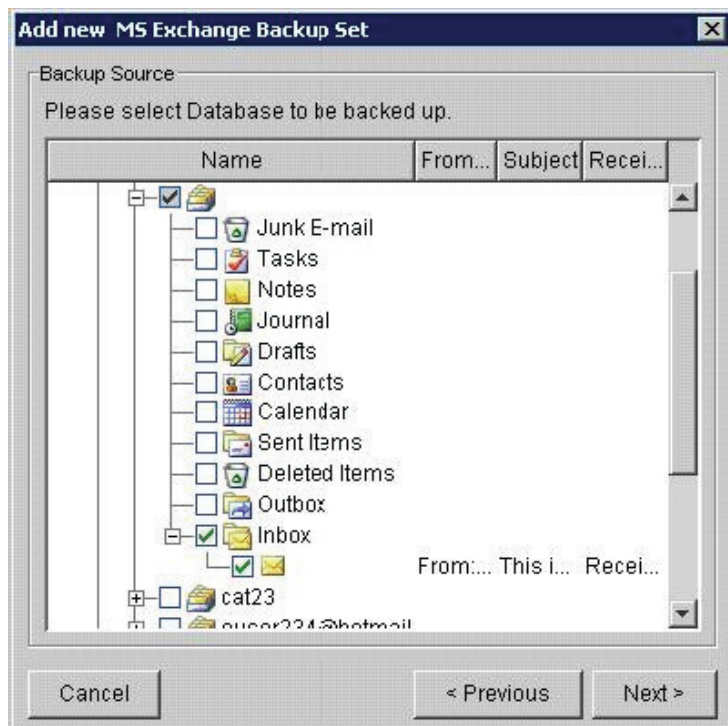 Add new MS Exchange Backup Set
Backup Source
Please select Database to be backed up.
Name From... Subject Recei...
Junk E-mail
Tasks
Notes
Journal
Drafts
Contacts
Calendar
Sent Items
Deleted Items
Outbox
Inbox
From:... This i... Recei...
cat23
Cancel < Previous Next >